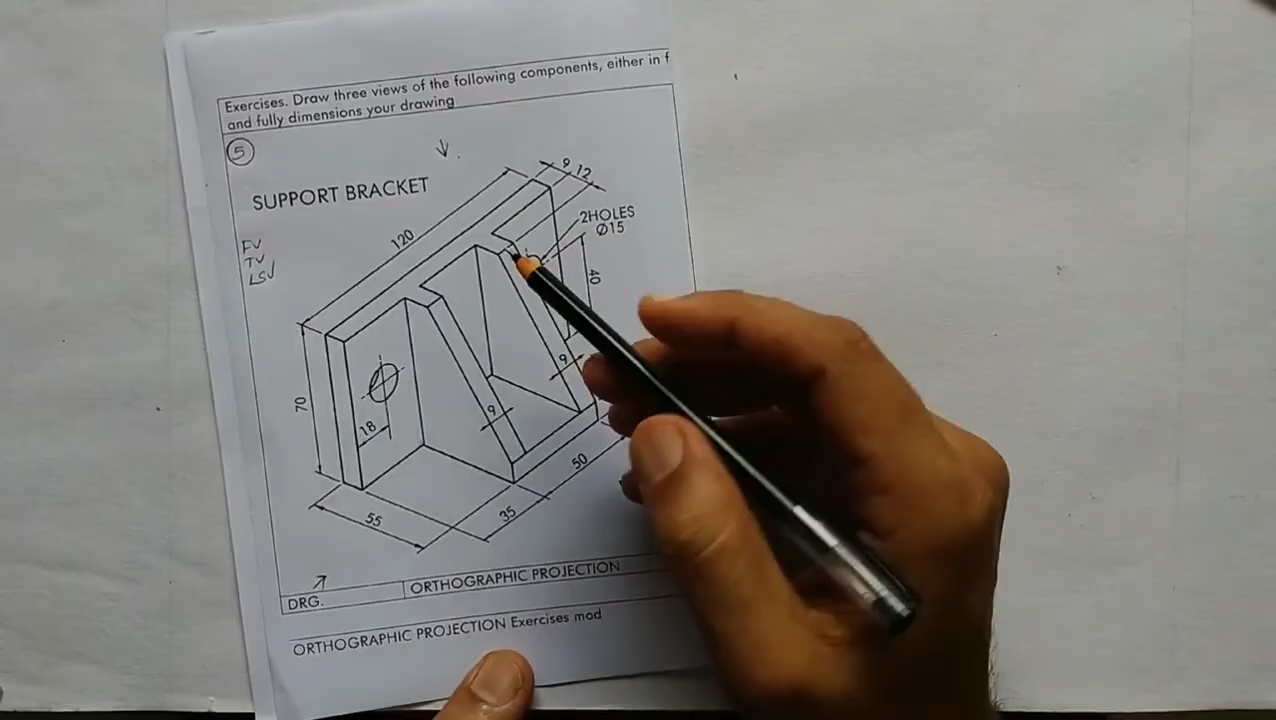 Exercises. Draw three views of the following components, either in f
and fully dimensions your drawing
5
SUPPORT BRACKET
FV
TV
LSV
120
9
12
2HOLES
Ø15
40
70
18
9
9
50
35
55
DRG.
ORTHOGRAPHIC PROJECTION
ORTHOGRAPHIC PROJECTION Exercises mod